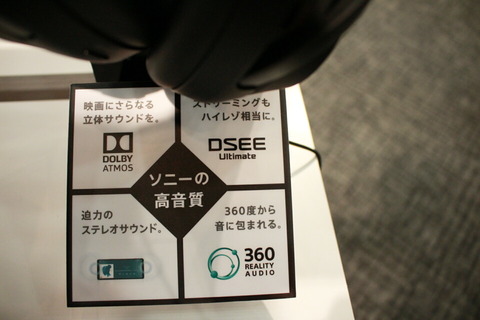 映画にさらなる
立体サウンドを。
DOLBY
ATMOS
ストリーミングも
ハイレゾ相当に。
DSEE
Ultimate
ソニーの
高音質
迫力の
ステレオサウンド。
360度から
音に包まれる。
360
REALITY
AUDIO